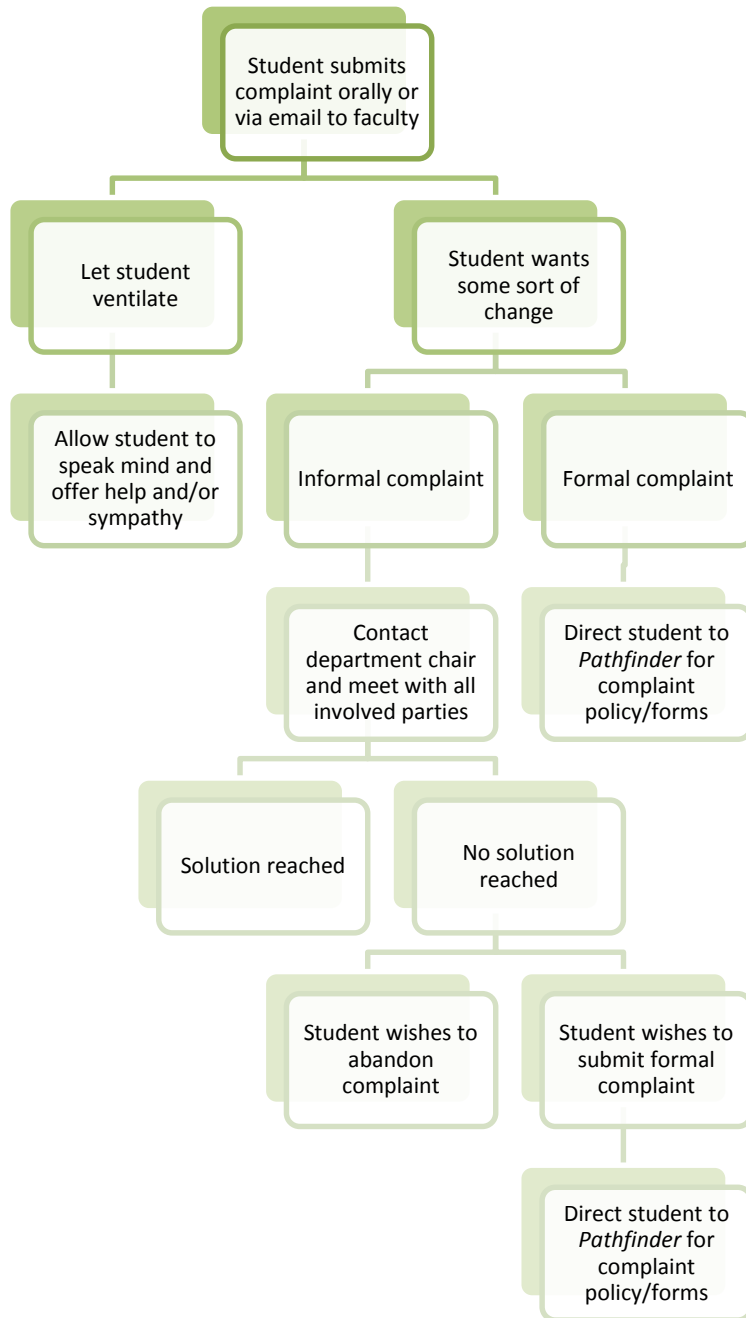 Student submits
complaint orally or
via email to faculty
Let student
ventilate
Student wants
some sort of
change
Allow student to
speak mind and
offer help and/or
sympathy
Informal complaint
Formal complaint
Contact
department chair
and meet with all
involved parties
Direct student to
Pathfinder for
complaint
policy/forms
Solution reached
No solution
reached
Student wishes to
abandon
complaint
Student wishes to
submit formal
complaint
Direct student to
Pathfinder for
complaint
policy/forms